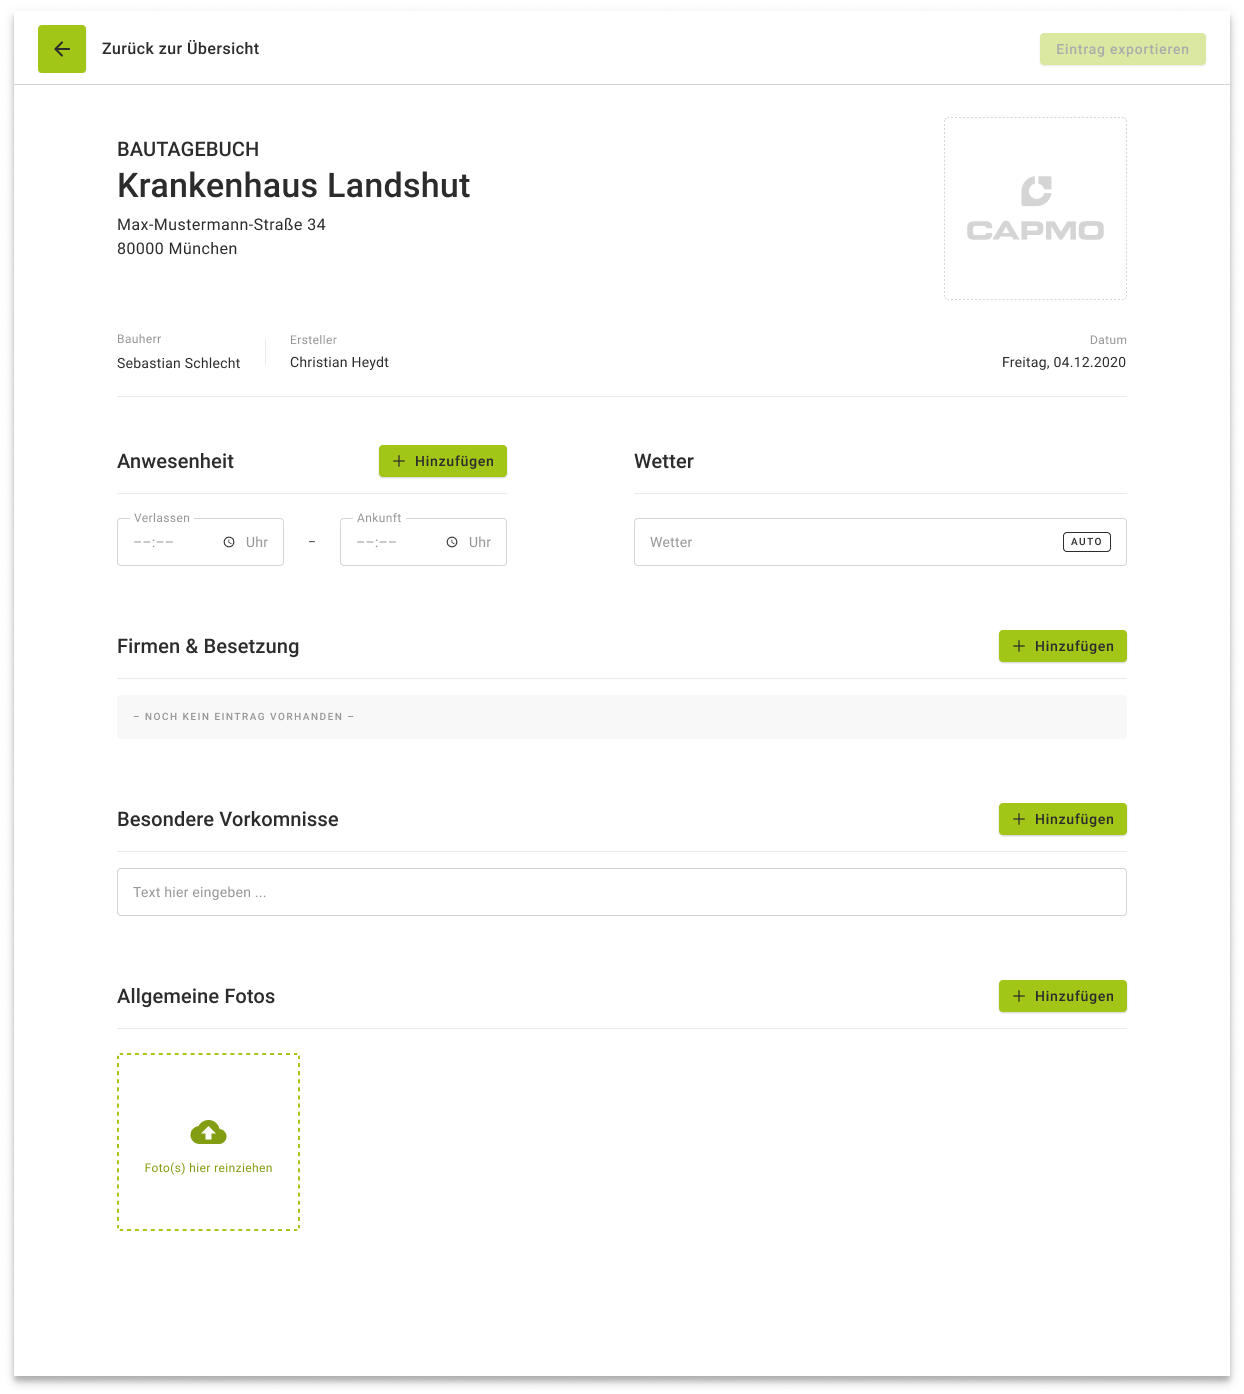 Zurück zur Übersicht
Eintrag exportieren
BAUTAGEBUCH
Krankenhaus Landshut
Max-Mustermann-Straße 34
80000 München
CAPMO
Bauherr
Sebastian Schlecht
Ersteller
Christian Heydt
Datum
Freitag, 04.12.2020
Anwesenheit
Hinzufügen
Verlassen
--:-- Uhr
–
Ankunft
--:-- Uhr
Wetter
Wetter
AUTO
Firmen & Besetzung
Hinzufügen
– NOCH KEIN EINTRAG VORHANDEN –
Besondere Vorkomnisse
Hinzufügen
Text hier eingeben ...
Allgemeine Fotos
Hinzufügen
Foto(s) hier reinziehen